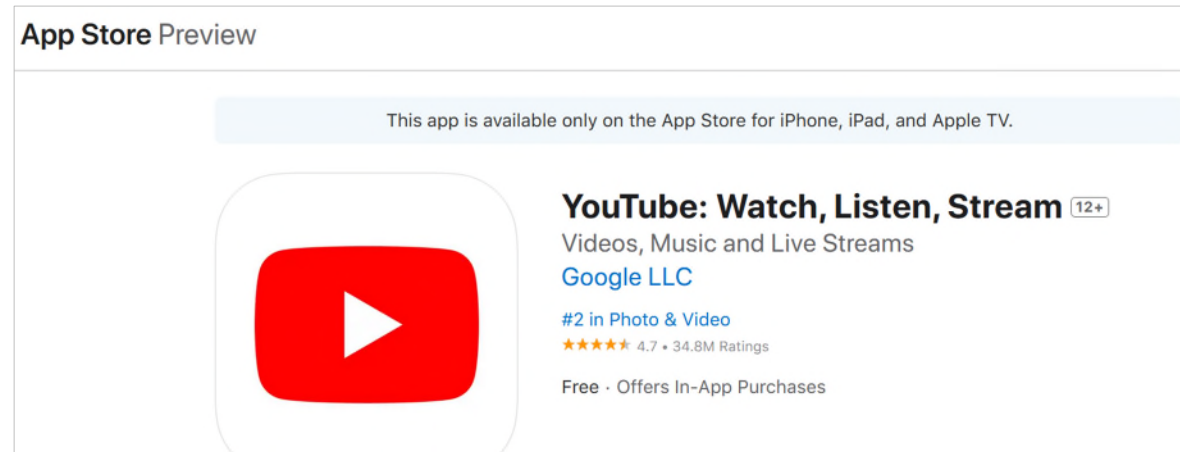 App Store Preview
This app is available only on the App Store for iPhone, iPad, and Apple TV.
YouTube: Watch, Listen, Stream 12+
Videos, Music and Live Streams
Google LLC
#2 in Photo & Video
★★★★★ 4.7 • 34.8M Ratings
Free · Offers In-App Purchases